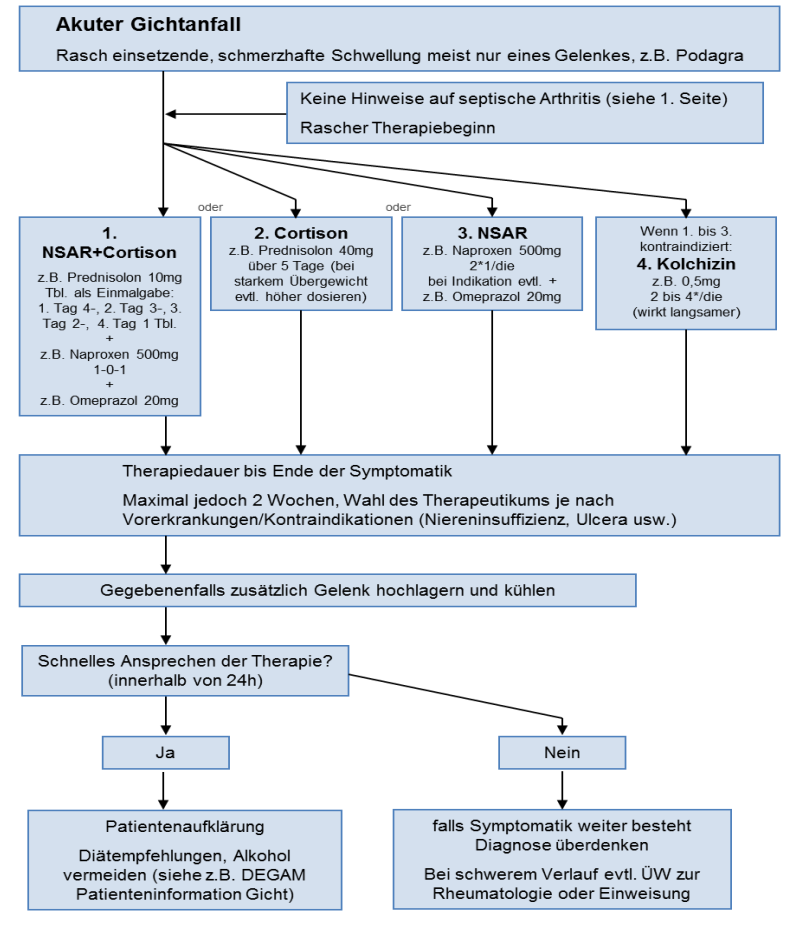 Akuter Gichtanfall
Rasch einsetzende, schmerzhafte Schwellung meist nur eines Gelenkes, z.B. Podagra
Keine Hinweise auf septische Arthritis (siehe 1. Seite)
Rascher Therapiebeginn
oder
oder
1.
NSAR+Cortison
z.B. Prednisolon 10mg
Tbl. als Einmalgabe:
1. Tag 4-, 2. Tag 3-, 3.
Tag 2-, 4. Tag 1 Tbl.
+
z.B. Naproxen 500mg
1-0-1
+
z.B. Omeprazol 20mg
2. Cortison
z.B. Prednisolon 40mg
über 5 Tage (bei
starkem Übergewicht
evtl. höher dosieren)
3. NSAR
z.B. Naproxen 500mg
2*1/die
bei Indikation evtl. +
z.B. Omeprazol 20mg
Wenn 1. bis 3.
kontraindiziert:
4. Kolchizin
z.B. 0,5mg
2 bis 4*/die
(wirkt langsamer)
Therapiedauer bis Ende der Symptomatik
Maximal jedoch 2 Wochen, Wahl des Therapeutikums je nach
Vorerkrankungen/Kontraindikationen (Niereninsuffizienz, Ulcera usw.)
Gegebenenfalls zusätzlich Gelenk hochlagern und kühlen
Schnelles Ansprechen der Therapie?
(innerhalb von 24h)
Ja
Nein
Patientenaufklärung
Diätempfehlungen, Alkohol
vermeiden (siehe z.B. DEGAM
Patienteninformation Gicht)
falls Symptomatik weiter besteht
Diagnose überdenken
Bei schwerem Verlauf evtl. ÜW zur
Rheumatologie oder Einweisung